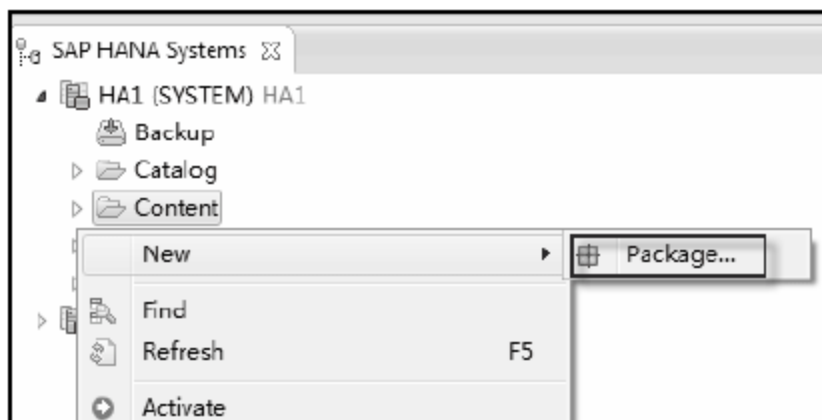 SAP HANA Systems
HA1 (SYSTEM) HA1
Backup
Catalog
Content
New Package...
Find
Refresh F5
Activate